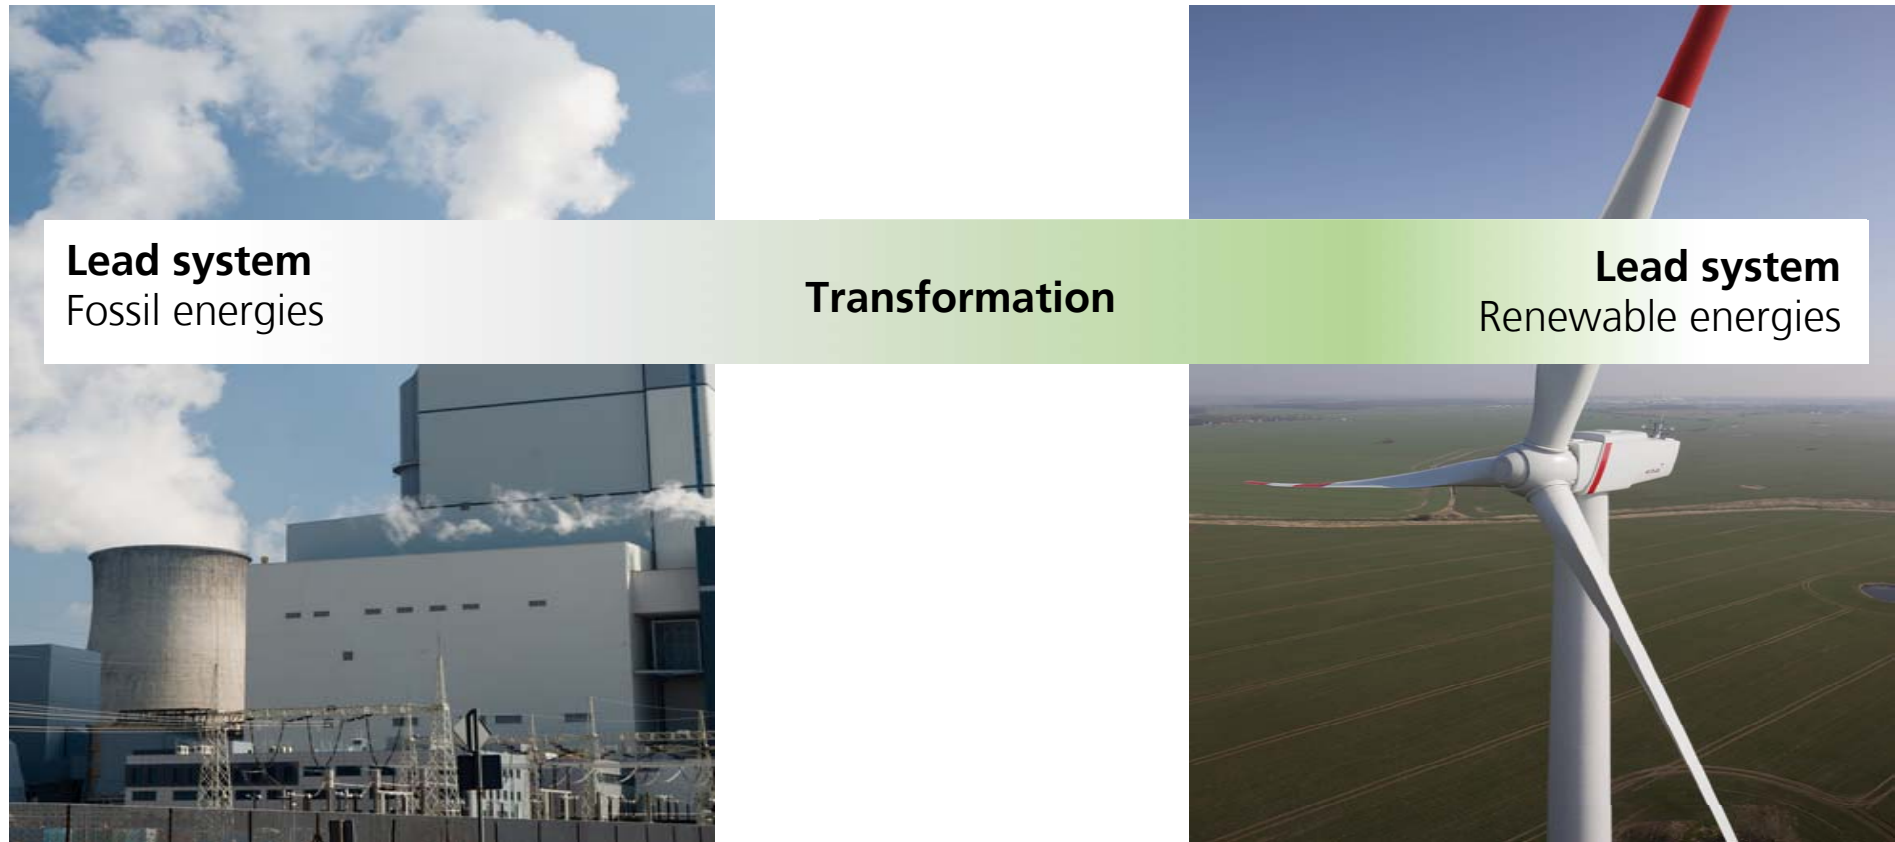 Lead system
Fossil energies
Transformation
Lead system
Renewable energies